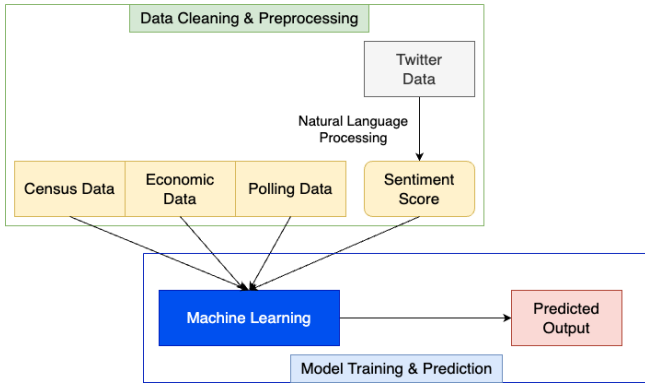 Data Cleaning & Preprocessing
Twitter
Data
Natural Language
Processing
Census Data
Economic
Data
Polling Data
Sentiment
Score
Machine Learning
Predicted
Output
Model Training & Prediction